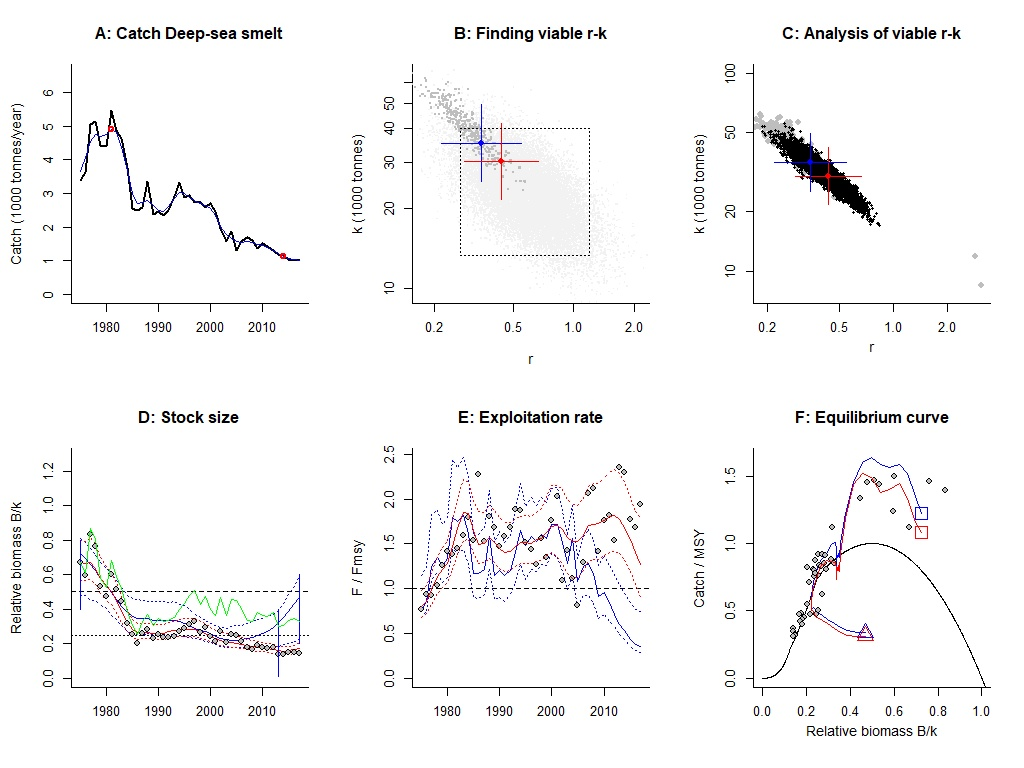 A: Catch Deep-sea smelt
Catch (1000 tonnes/year)
6
5
4
3
2
1
0
1980 1990 2000 2010
B: Finding viable r-k
k (1000 tonnes)
50
40
30
20
10
0.2 0.5 1.0 2.0
r
C: Analysis of viable r-k
k (1000 tonnes)
100
50
20
10
0.2 0.5 1.0 2.0
r
D: Stock size
Relative biomass B/k
1.2
1.0
0.8
0.6
0.4
0.2
0.0
1980 1990 2000 2010
E: Exploitation rate
F / Fmsy
2.5
2.0
1.5
1.0
0.5
0.0
1980 1990 2000 2010
F: Equilibrium curve
Catch / MSY
1.5
1.0
0.5
0.0
0.0 0.2 0.4 0.6 0.8 1.0
Relative biomass B/k